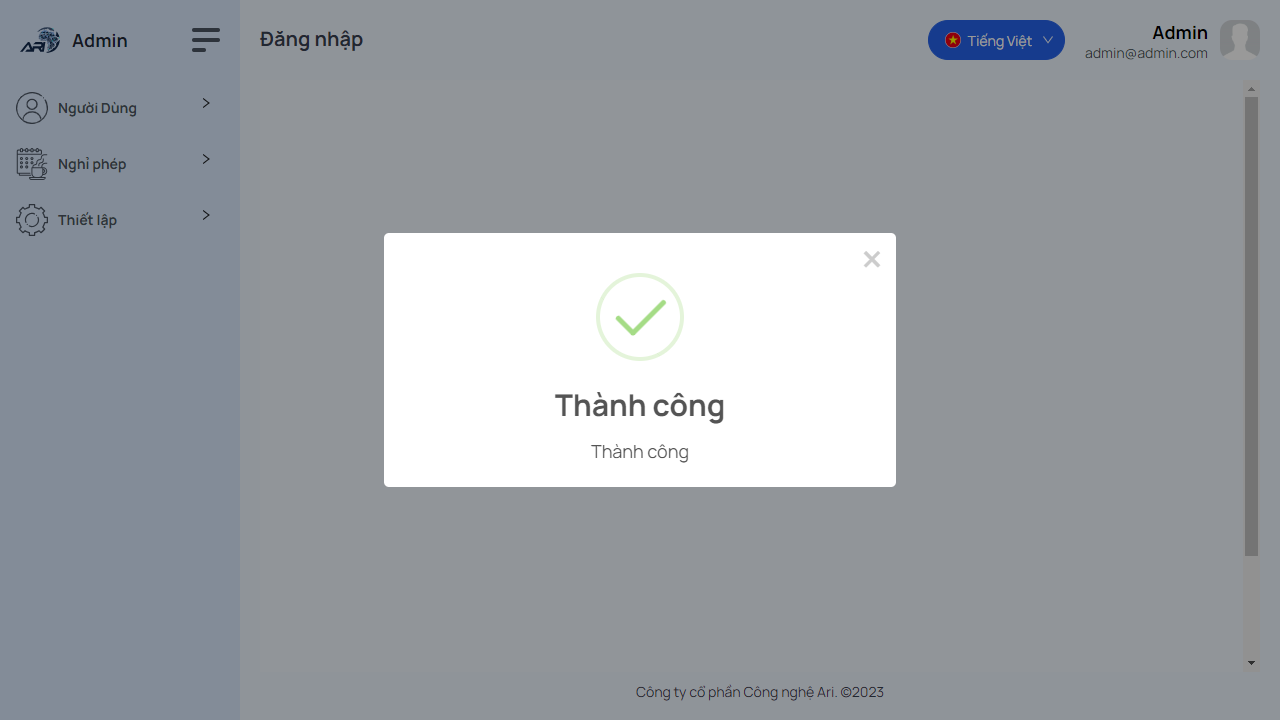 ARI
Admin
Đăng nhập
Tiếng Việt
Admin
admin@admin.com
Người Dùng
Nghỉ phép
Thiết lập
Thành công
Thành công
Công ty cổ phần Công nghệ Ari. ©2023